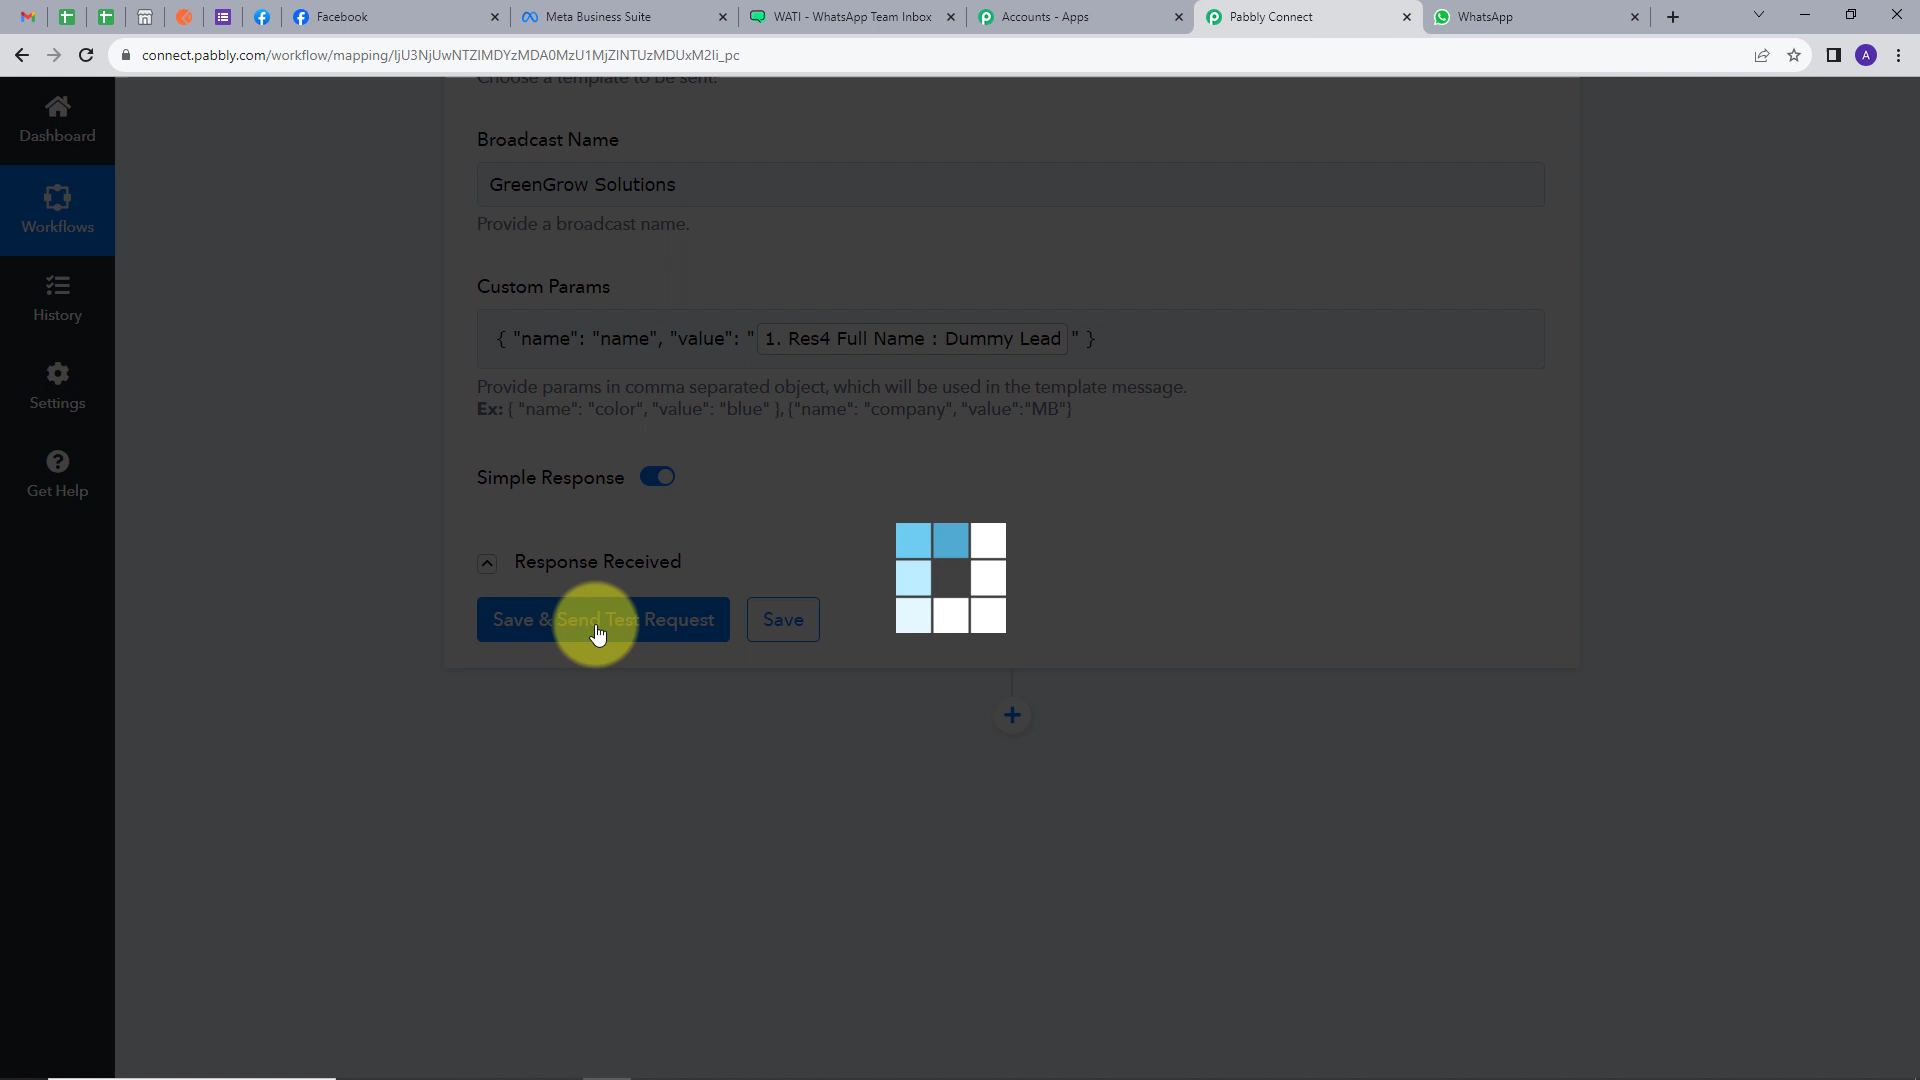 Facebook
Meta Business Suite
WATI - WhatsApp Team Inbox
Accounts - Apps
Pabbly Connect
WhatsApp
connect.pabbly.com/workflow/mapping/IjU3NjUwNTZlMDYzMDA0MzU1MjZlNTUzMDUxM2Ii_pc
A
Choose a template to be sent.
Dashboard
Broadcast Name
GreenGrow Solutions
Workflows
Provide a broadcast name.
Custom Params
History
{ "name": "name", "value": " 1. Res4 Full Name : Dummy Lead " }
Provide params in comma separated object, which will be used in the template message.
Settings
Ex: { "name": "color", "value": "blue" },{"name": "company", "value":"MB"}
Simple Response
Get Help
Response Received
Save & Send Test Request
Save